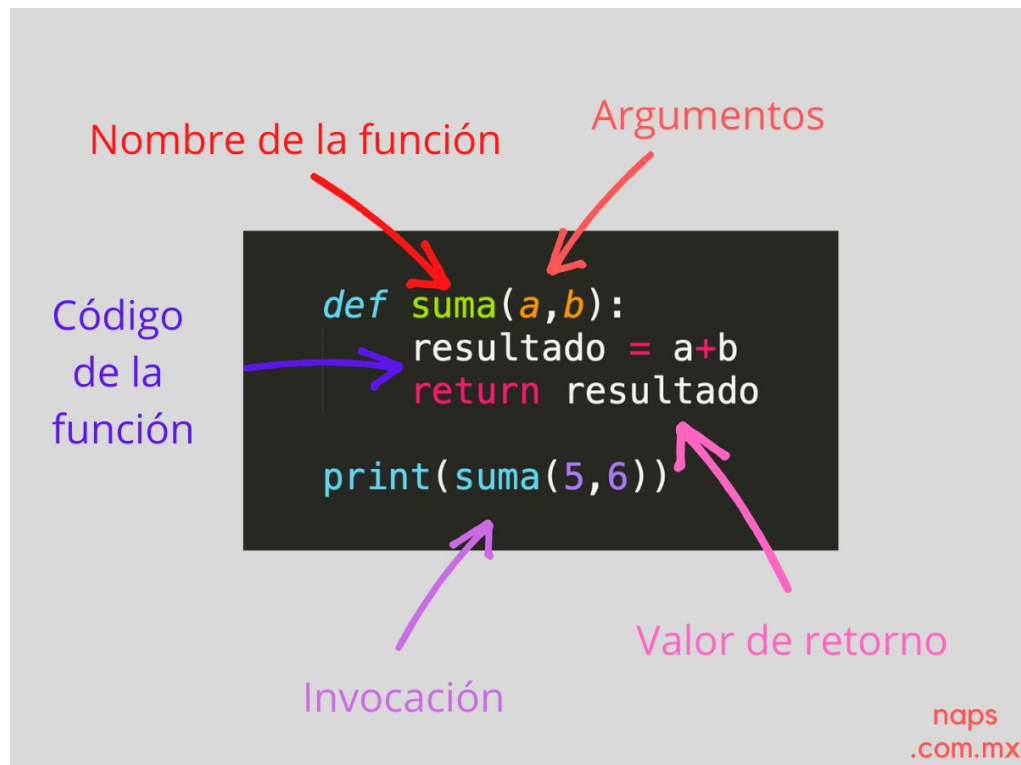 Nombre de la función
Argumentos
Código
de la
función
def suma(a,b):
resultado = a+b
return resultado
print(suma(5,6))
Valor de retorno
Invocación
naps
.com.mx